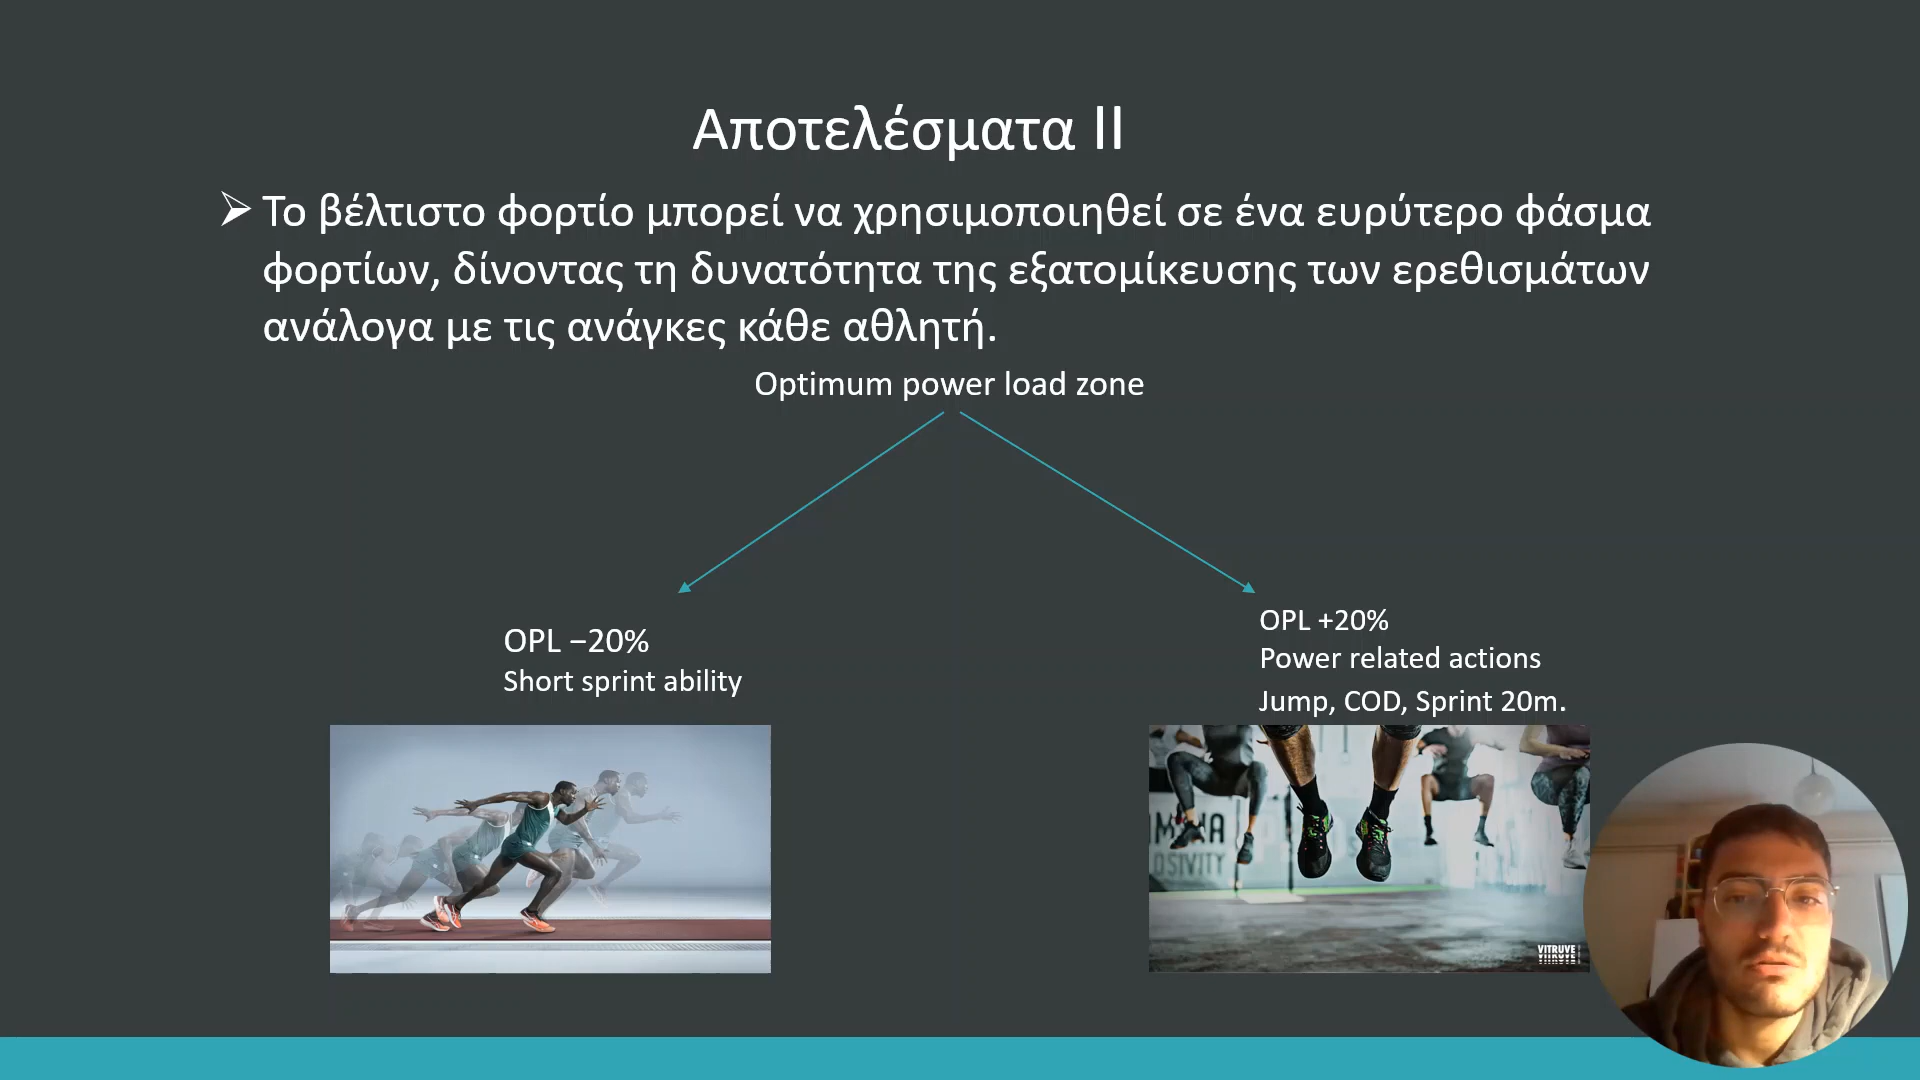 Αποτελέσματα ΙΙ
Το βέλτιστο φορτίο μπορεί να χρησιμοποιηθεί σε ένα ευρύτερο φάσμα
φορτίων, δίνοντας τη δυνατότητα της εξατομίκευσης των ερεθισμάτων
ανάλογα με τις ανάγκες κάθε αθλητή.
Optimum power load zone
OPL –20%
Short sprint ability
OPL +20%
Power related actions
Jump, COD, Sprint 20m.
OSIVITY
VITRUVE